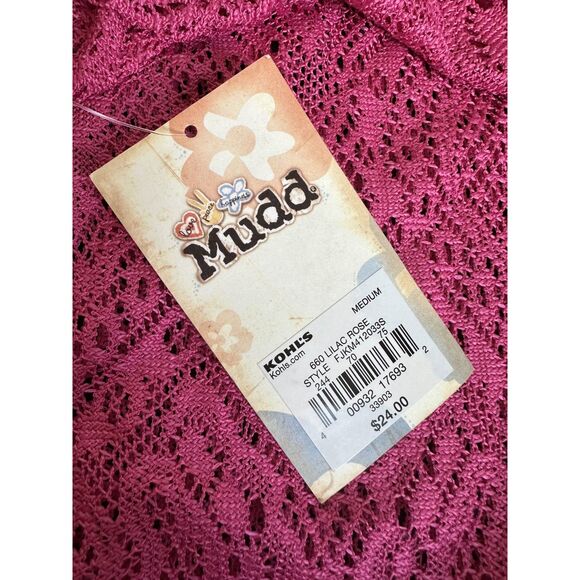 love peace happiness
Mudd
KOHL'S
Kohls.com
MEDIUM
660 LILAC ROSE
STYLE FJKM412033S
244 70 75
4 00932 17693 2
33903
$24.00